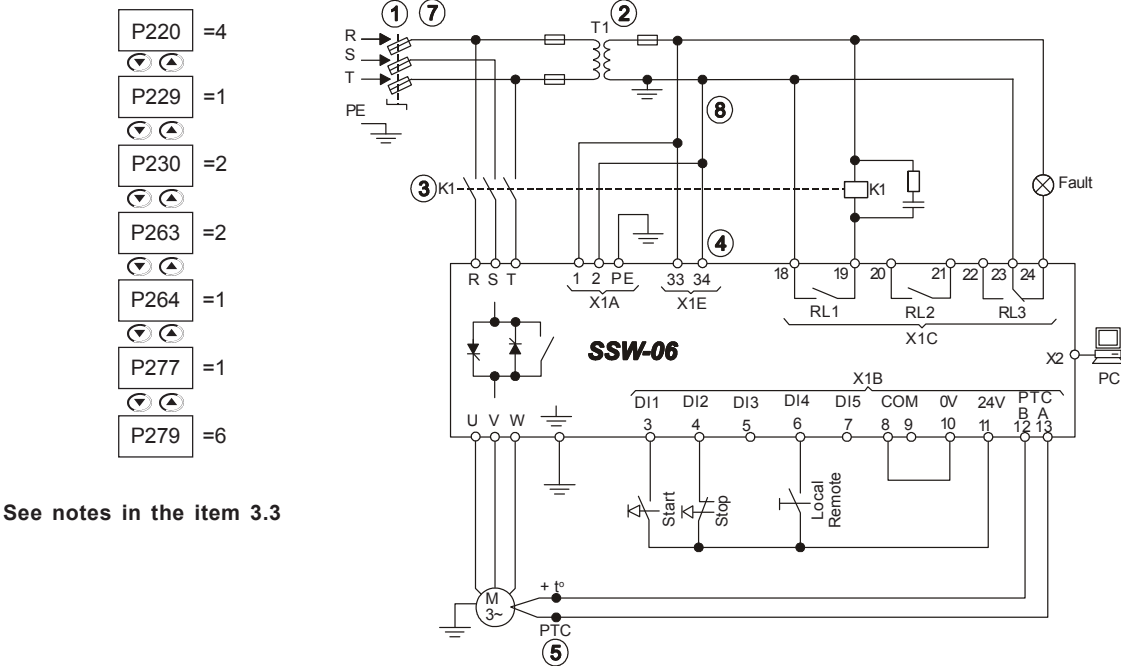 P220 =4
P229 =1
P230 =2
P263 =2
P264 =1
P277 =1
P279 =6
See notes in the item 3.3
1 7 2
T1
R
S
T
PE
8
3 K1
K1
Fault
4
R S T
1 2 PE
X1A
33 34
X1E
18 19 20 21 22 23 24
RL1 RL2 RL3
X1C
SSW-06
X2
PC
X1B
DI1 DI2 DI3 DI4 DI5 COM 0V 24V PTC
B A
3 4 5 6 7 8 9 10 11 12 13
U V W
Start
Stop
Local
Remote
M
3~
+ tº
PTC
5